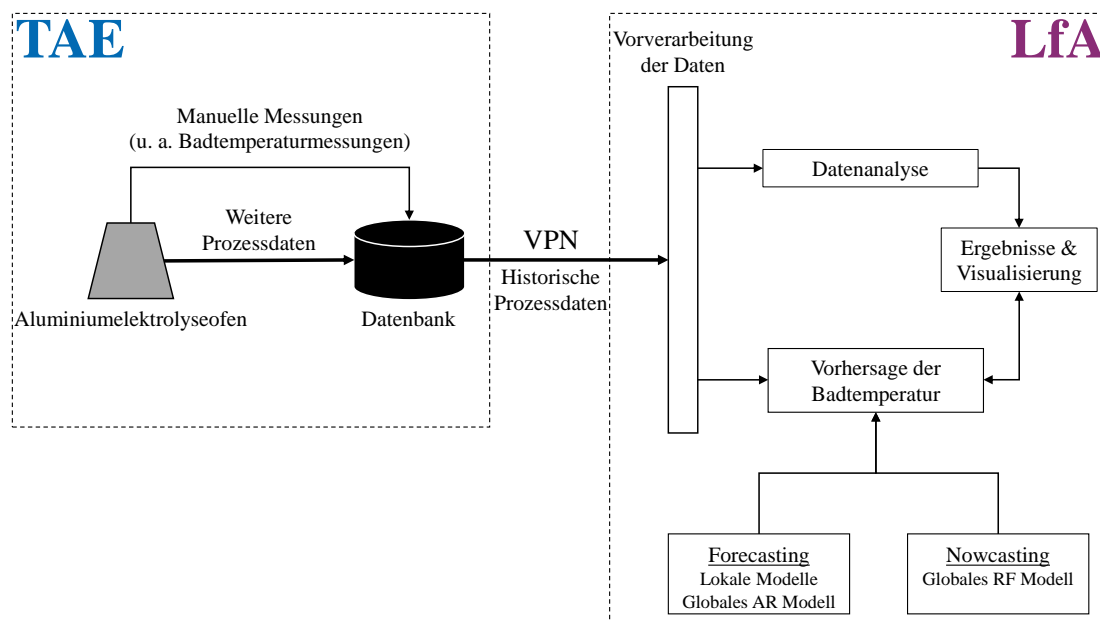 TAE
Manuelle Messungen
(u. a. Badtemperaturmessungen)
Weitere
Prozessdaten
Aluminiumelektrolyseofen
Datenbank
VPN
Historische
Prozessdaten
LfA
Vorverarbeitung
der Daten
Datenanalyse
Ergebnisse &
Visualisierung
Vorhersage der
Badtemperatur
Forecasting
Lokale Modelle
Globales AR Modell
Nowcasting
Globales RF Modell